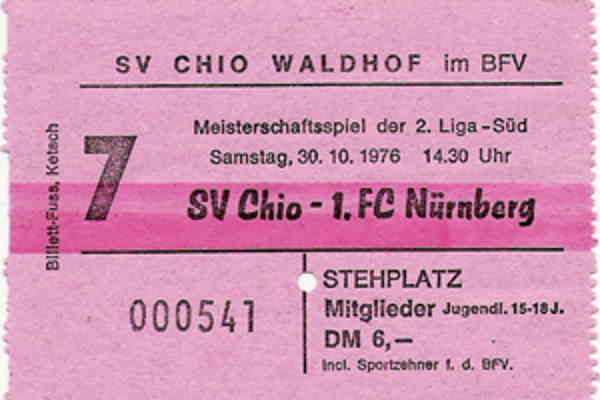 SV CHIO WALDHOF im BFV
Meisterschaftsspiel der 2. Liga-Süd
Samstag, 30. 10. 1976 14.30 Uhr
7
SV Chio - 1. FC Nürnberg
Billett-Fuss, Ketsch
000541
STEHPLATZ
Mitglieder Jugendl. 15-18 J.
DM 6,—
incl. Sportzehner f. d. BFV.